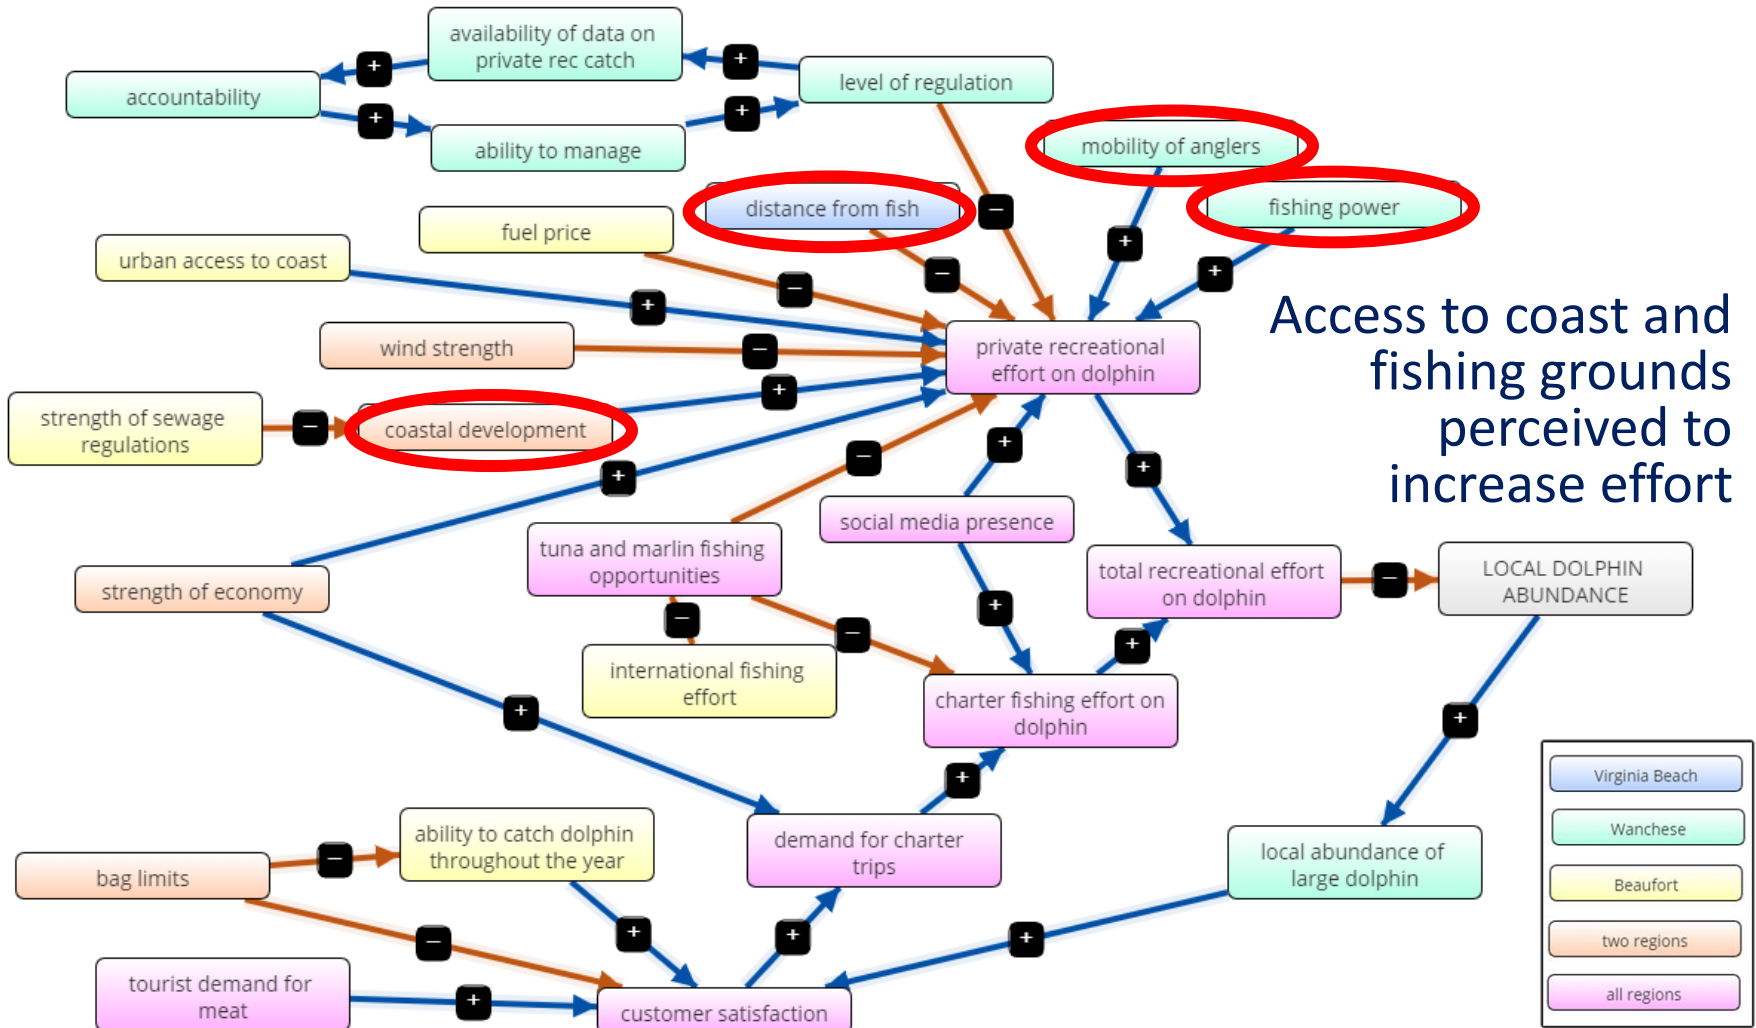 availability of data on
private rec catch
accountability
level of regulation
ability to manage
mobility of anglers
distance from fish
fishing power
fuel price
urban access to coast
wind strength
private recreational
effort on dolphin
Access to coast and
fishing grounds
perceived to
increase effort
strength of sewage
regulations
coastal development
social media presence
tuna and marlin fishing
opportunities
strength of economy
total recreational effort
on dolphin
LOCAL DOLPHIN
ABUNDANCE
international fishing
effort
charter fishing effort on
dolphin
ability to catch dolphin
throughout the year
demand for charter
trips
bag limits
local abundance of
large dolphin
tourist demand for
meat
customer satisfaction
Virginia Beach
Wanchese
Beaufort
two regions
all regions
+
+
+
+
−
+
+
−
−
+
−
+
−
+
−
+
+
+
−
−
−
+
+
+
+
+
−
−
+
+
+
+